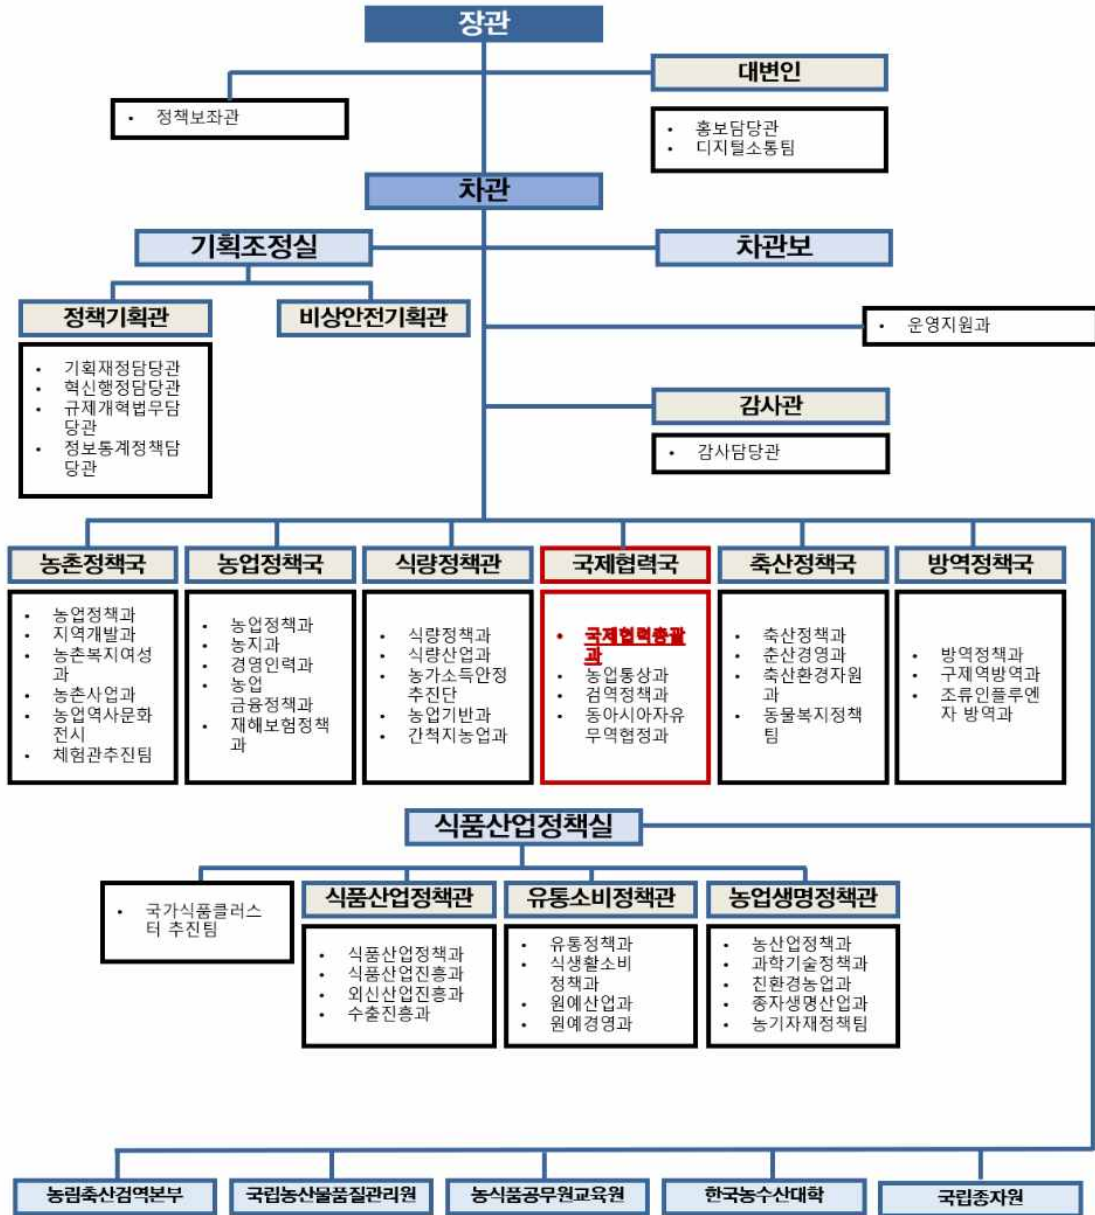 장관
대변인
• 정책보좌관
• 홍보담당관
• 디지털소통팀
차관
기획조정실
차관보
정책기획관
비상안전기획관
• 운영지원과
• 기획재정담당관
• 혁신행정담당관
• 규제개혁법무담
당관
• 정보통계정책담
당관
감사관
• 감사담당관
농촌정책국
• 농업정책과
• 지역개발과
• 농촌복지여성
과
• 농촌사업과
• 농업역사문화
전시
• 체험관추진팀
농업정책국
• 농업정책과
• 농지과
• 경영인력과
• 농업
금융정책과
• 재해보험정책
과
식량정책관
• 식량정책과
• 식량산업과
• 농가소득안정
추진단
• 농업기반과
• 간척지농업과
국제협력국
• 국제협력총괄
과
• 농업통상과
• 검역정책과
• 동아시아자유
무역협정과
축산정책국
• 축산정책과
• 춘산경영과
• 축산환경자원
과
• 동물복지정책
팀
방역정책국
• 방역정책과
• 구제역방역과
• 조류인플루엔
자 방역과
식품산업정책실
• 국가식품클러스
터 추진팀
식품산업정책관
• 식품산업정책과
• 식품산업진흥과
• 외신산업진흥과
• 수출진흥과
유통소비정책관
• 유통정책과
• 식생활소비
정책과
• 원예산업과
• 원예경영과
농업생명정책관
• 농산업정책과
• 과학기술정책과
• 친환경농업과
• 종자생명산업과
• 농기자재정책팀
농림축산검역본부
국립농산물품질관리원
농식품공무원교육원
한국농수산대학
국립종자원